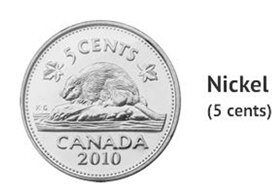 5 CENTS
K G
CANADA
2010
Nickel
(5 cents)